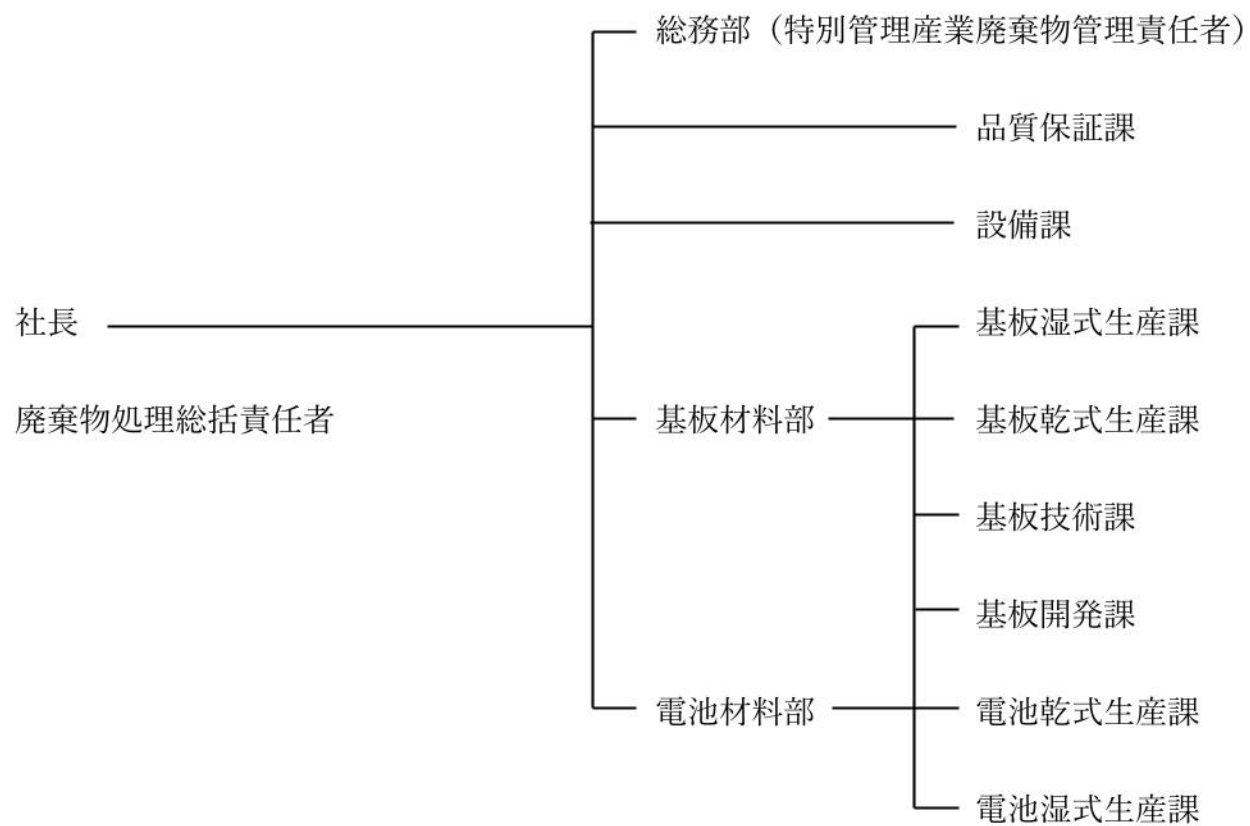 総務部（特別管理産業廃棄物管理責任者）
品質保証課
設備課
社長
基板湿式生産課
廃棄物処理総括責任者
基板材料部
基板乾式生産課
基板技術課
基板開発課
電池材料部
電池乾式生産課
電池湿式生産課